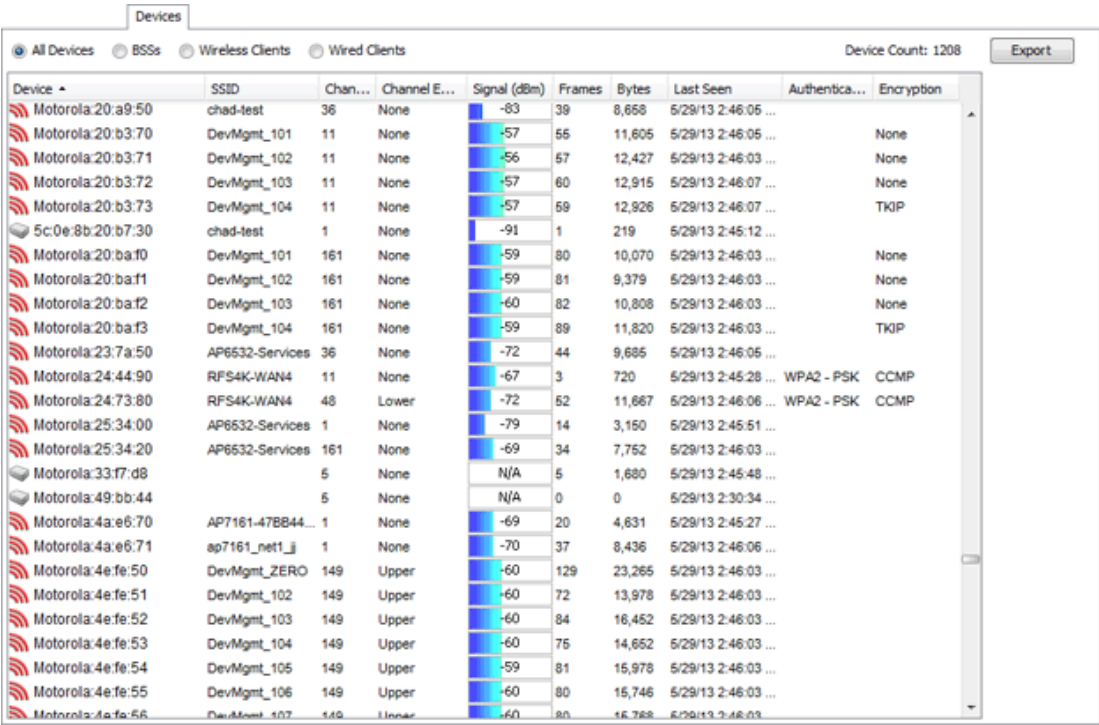 Devices
All Devices BSSs Wireless Clients Wired Clients Device Count: 1208 Export
Device SSID Chan... Channel E... Signal (dBm) Frames Bytes Last Seen Authentica... Encryption
Motorola:20:a9:50 chad-test 36 None -83 39 8,658 5/29/13 2:46:05 ...
Motorola:20:b3:70 DevMgmt_101 11 None -57 55 11,605 5/29/13 2:46:05 ... None
Motorola:20:b3:71 DevMgmt_102 11 None -56 57 12,427 5/29/13 2:46:03 ... None
Motorola:20:b3:72 DevMgmt_103 11 None -57 60 12,915 5/29/13 2:46:07 ... None
Motorola:20:b3:73 DevMgmt_104 11 None -57 59 12,926 5/29/13 2:46:07 ... TKIP
5c:0e:8b:20:b7:30 chad-test 1 None -91 1 219 5/29/13 2:45:12 ...
Motorola:20:ba:f0 DevMgmt_101 161 None -59 80 10,070 5/29/13 2:46:03 ... None
Motorola:20:ba:f1 DevMgmt_102 161 None -59 81 9,379 5/29/13 2:46:03 ... None
Motorola:20:ba:f2 DevMgmt_103 161 None -60 82 10,808 5/29/13 2:46:03 ... None
Motorola:20:ba:f3 DevMgmt_104 161 None -59 89 11,820 5/29/13 2:46:03 ... TKIP
Motorola:23:7a:50 AP6532-Services 36 None -72 44 9,685 5/29/13 2:46:05 ...
Motorola:24:44:90 RFS4K-WAN4 11 None -67 3 720 5/29/13 2:45:28 ... WPA2 - PSK CCMP
Motorola:24:73:80 RFS4K-WAN4 48 Lower -72 52 11,667 5/29/13 2:46:06 ... WPA2 - PSK CCMP
Motorola:25:34:00 AP6532-Services 1 None -79 14 3,150 5/29/13 2:45:51 ...
Motorola:25:34:20 AP6532-Services 161 None -69 34 7,752 5/29/13 2:46:03 ...
Motorola:33:f7:d8 5 None N/A 5 1,680 5/29/13 2:45:48 ...
Motorola:49:bb:44 5 None N/A 0 0 5/29/13 2:30:34 ...
Motorola:4a:e6:70 AP7161-47BB44... 1 None -69 20 4,631 5/29/13 2:45:27 ...
Motorola:4a:e6:71 ap7161_net1_jj 1 None -70 37 8,436 5/29/13 2:46:06 ...
Motorola:4e:fe:50 DevMgmt_ZERO 149 Upper -60 129 23,265 5/29/13 2:46:03 ...
Motorola:4e:fe:51 DevMgmt_102 149 Upper -60 72 13,978 5/29/13 2:46:03 ...
Motorola:4e:fe:52 DevMgmt_103 149 Upper -60 84 16,452 5/29/13 2:46:03 ...
Motorola:4e:fe:53 DevMgmt_104 149 Upper -60 75 14,652 5/29/13 2:46:03 ...
Motorola:4e:fe:54 DevMgmt_105 149 Upper -59 81 15,978 5/29/13 2:46:03 ...
Motorola:4e:fe:55 DevMgmt_106 149 Upper -60 80 15,746 5/29/13 2:46:03 ...
Motorola:4e:fe:56 DevMgmt_107 149 Upper -60 80 15,768 5/29/13 2:46:03 ...